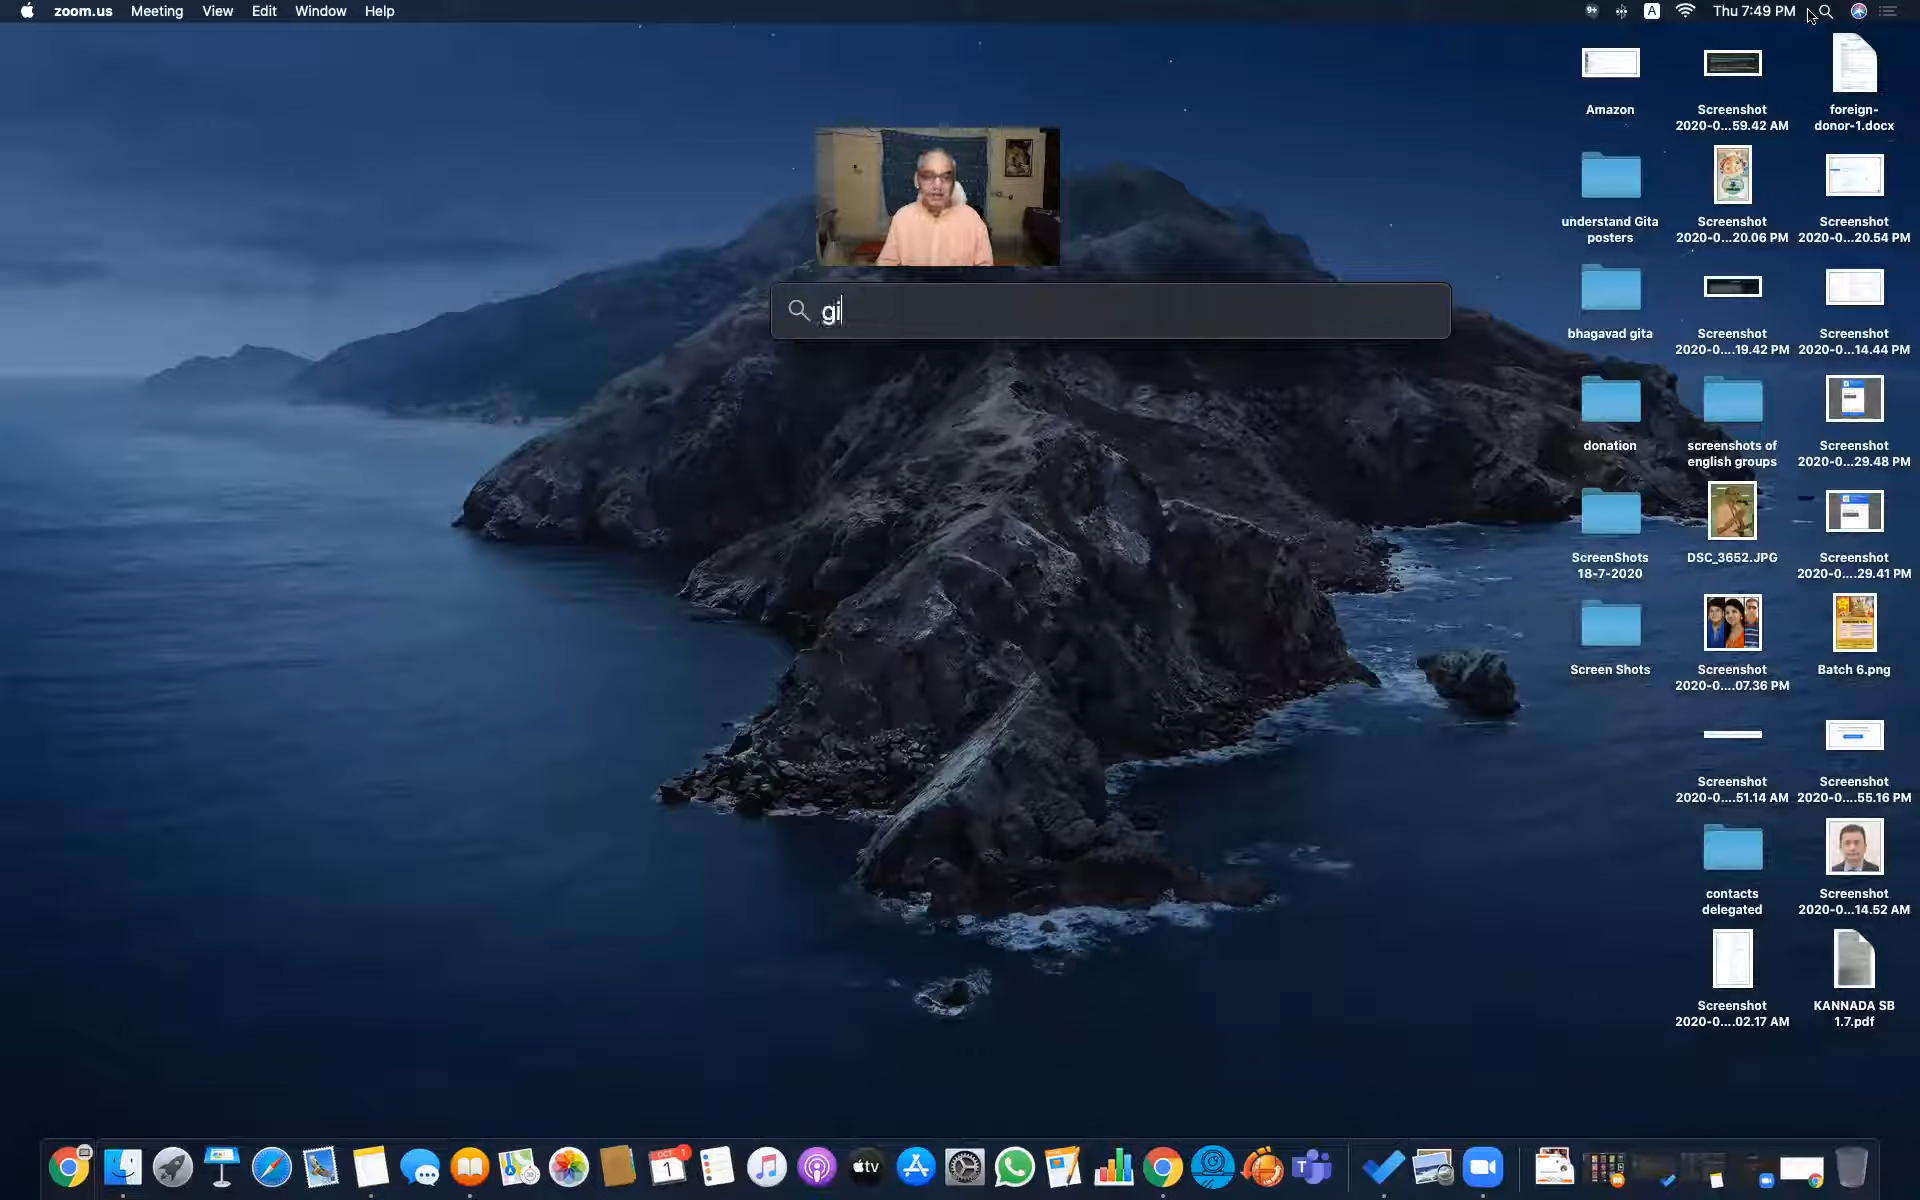 zoom.us Meeting View Edit Window Help
9+ A Thu 7:49 PM
gi
Amazon
Screenshot
2020-0...59.42 AM
foreign-
donor-1.docx
understand Gita
posters
Screenshot
2020-0...20.06 PM
Screenshot
2020-0...20.54 PM
bhagavad gita
Screenshot
2020-0....19.42 PM
Screenshot
2020-0....14.44 PM
donation
screenshots of
english groups
Screenshot
2020-0....29.48 PM
ScreenShots
18-7-2020
DSC_3652.JPG
Screenshot
2020-0....29.41 PM
Screen Shots
Screenshot
2020-0....07.36 PM
Batch 6.png
Screenshot
2020-0....51.14 AM
Screenshot
2020-0....55.16 PM
contacts
delegated
Screenshot
2020-0...14.52 AM
Screenshot
2020-0....02.17 AM
KANNADA SB
1.7.pdf
OCT
1
1
tv
T